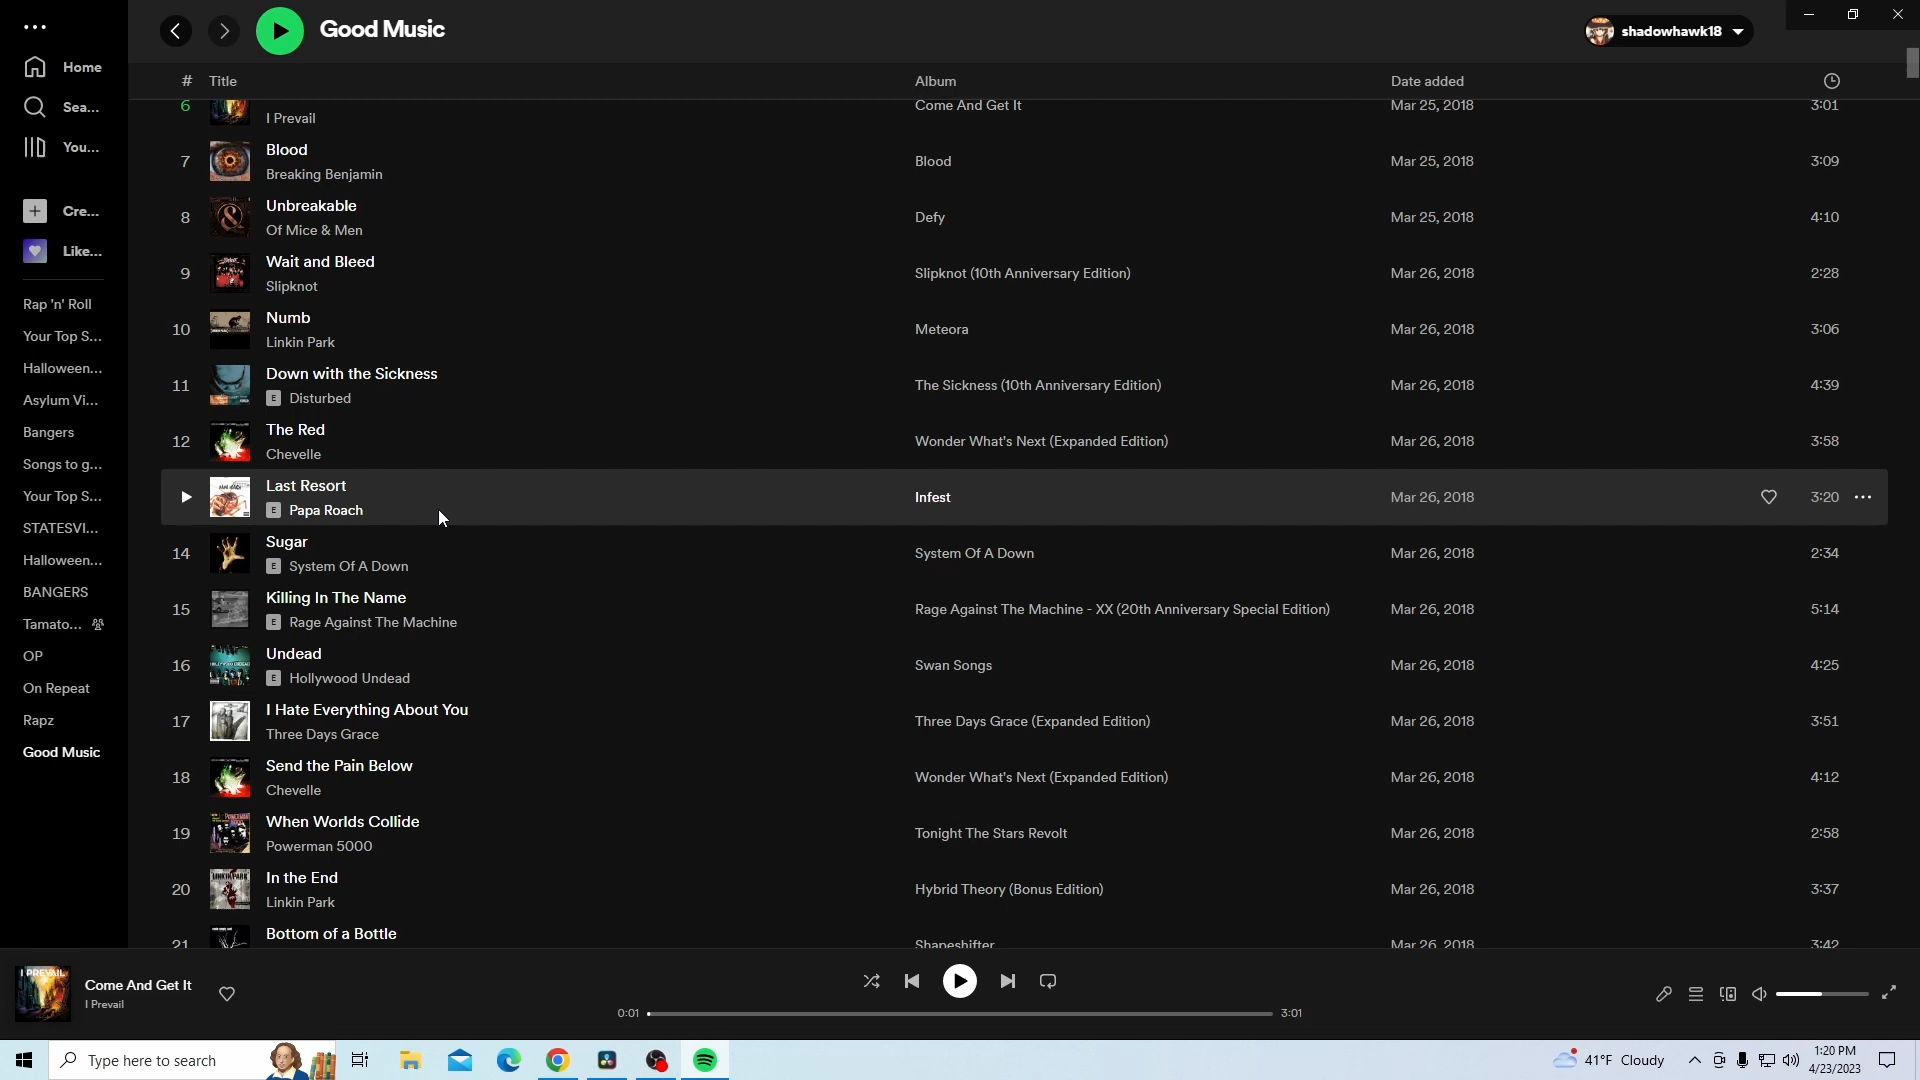 Good Music
shadowhawk18
Home
Sea...
You...
Cre...
Like...
Rap 'n' Roll
Your Top S...
Halloween...
Asylum Vi...
Bangers
Songs to g...
Your Top S...
STATESVI...
Halloween...
BANGERS
Tamato...
OP
On Repeat
Rapz
Good Music
# Title Album Date added
6 I Prevail Come And Get It Mar 25, 2018 3:01
7 Blood Blood Mar 25, 2018 3:09
Breaking Benjamin
8 Unbreakable Defy Mar 25, 2018 4:10
Of Mice & Men
9 Wait and Bleed Slipknot (10th Anniversary Edition) Mar 26, 2018 2:28
Slipknot
10 Numb Meteora Mar 26, 2018 3:06
Linkin Park
11 Down with the Sickness The Sickness (10th Anniversary Edition) Mar 26, 2018 4:39
E Disturbed
12 The Red Wonder What's Next (Expanded Edition) Mar 26, 2018 3:58
Chevelle
Last Resort Infest Mar 26, 2018 3:20
E Papa Roach
14 Sugar System Of A Down Mar 26, 2018 2:34
E System Of A Down
15 Killing In The Name Rage Against The Machine - XX (20th Anniversary Special Edition) Mar 26, 2018 5:14
E Rage Against The Machine
16 Undead Swan Songs Mar 26, 2018 4:25
E Hollywood Undead
17 I Hate Everything About You Three Days Grace (Expanded Edition) Mar 26, 2018 3:51
Three Days Grace
18 Send the Pain Below Wonder What's Next (Expanded Edition) Mar 26, 2018 4:12
Chevelle
19 When Worlds Collide Tonight The Stars Revolt Mar 26, 2018 2:58
Powerman 5000
20 In the End Hybrid Theory (Bonus Edition) Mar 26, 2018 3:37
Linkin Park
21 Bottom of a Bottle Shapeshifter Mar 26, 2018 3:42
I PREVAIL
Come And Get It
I Prevail
0:01 3:01
Type here to search
41°F Cloudy
1:20 PM
4/23/2023